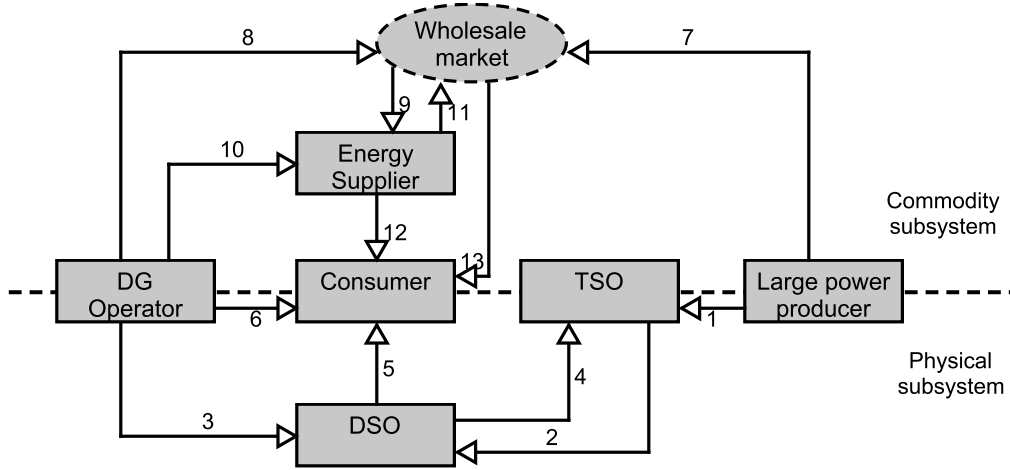 8
Wholesale
market
7
9
11
10
Energy
Supplier
Commodity
subsystem
12
13
DG
Operator
Consumer
TSO
Large power
producer
6
1
Physical
subsystem
5
4
3
DSO
2